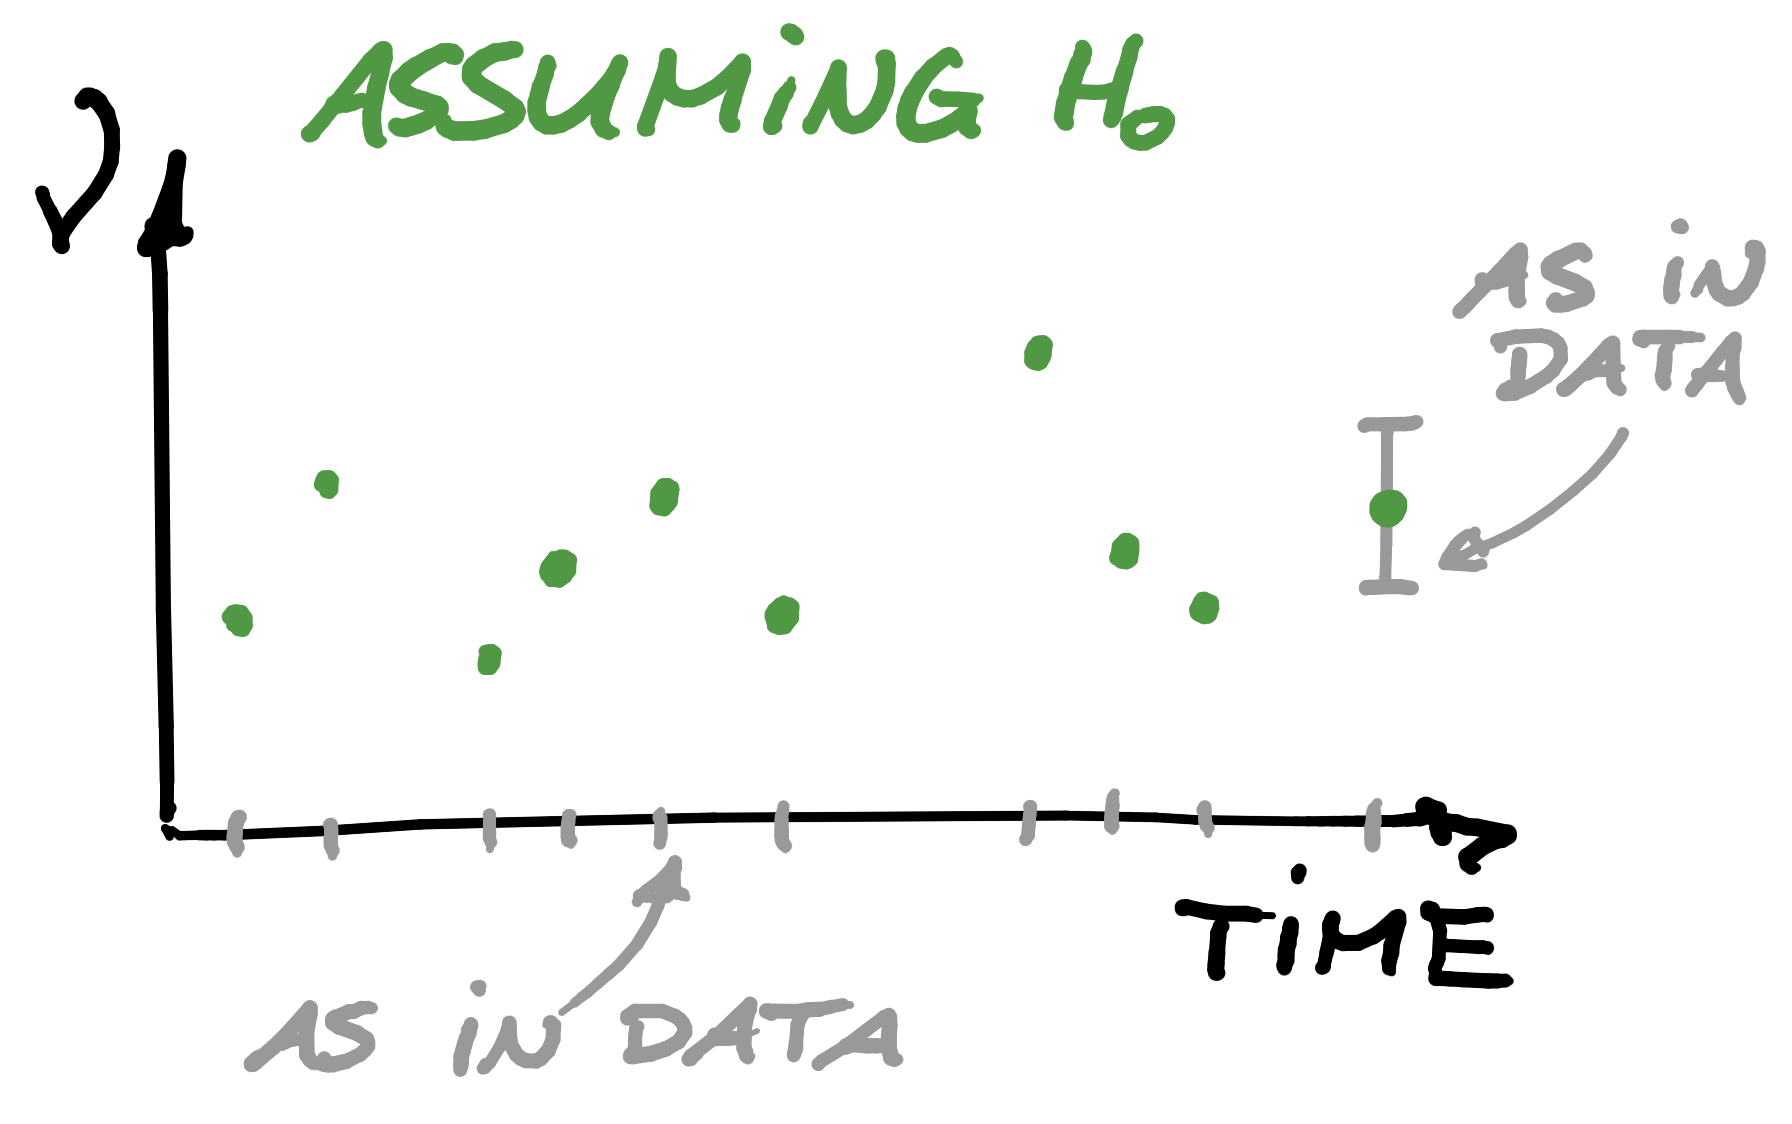 ASSUMiNG H₀
AS iN
DATA
TiME
AS iN DATA